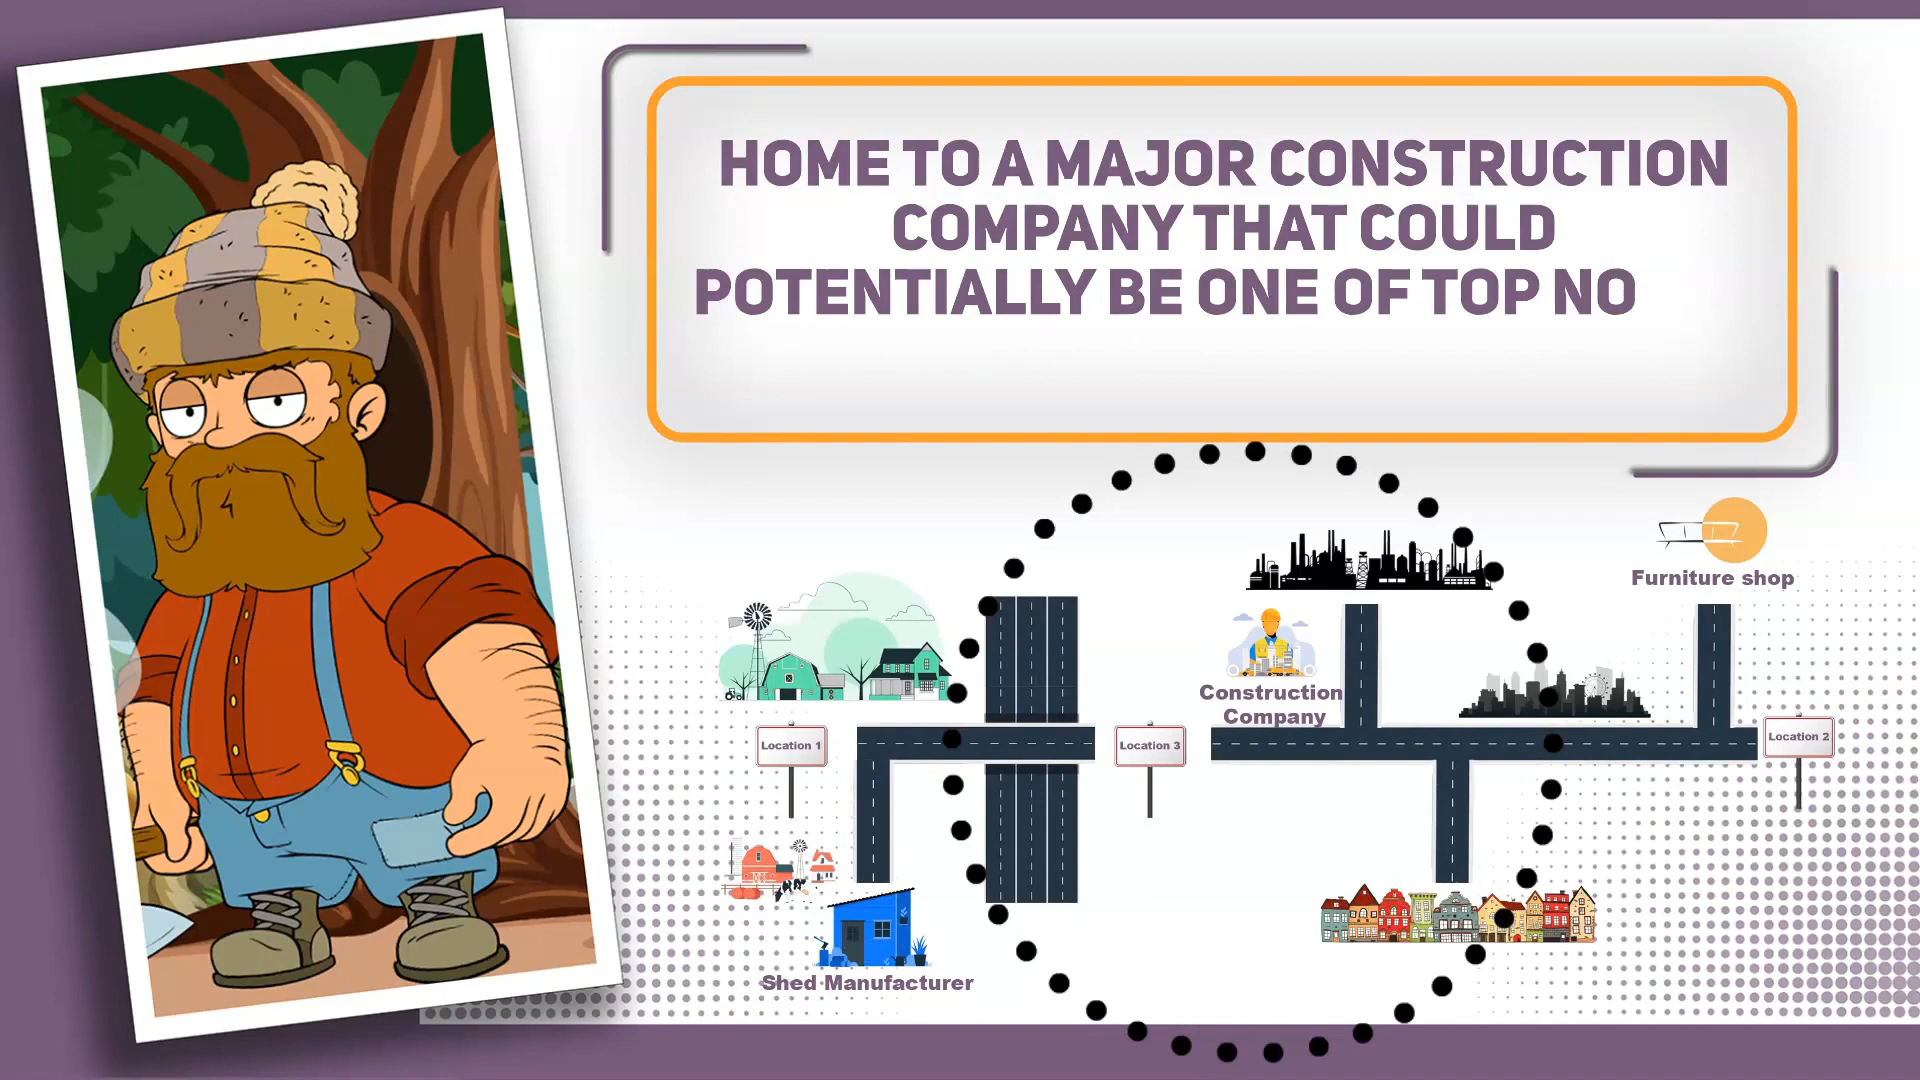 HOME TO A MAJOR CONSTRUCTION
COMPANY THAT COULD
POTENTIALLY BE ONE OF TOP NO
Furniture shop
Construction
Company
Location 1
Location 3
Location 2
Shed Manufacturer